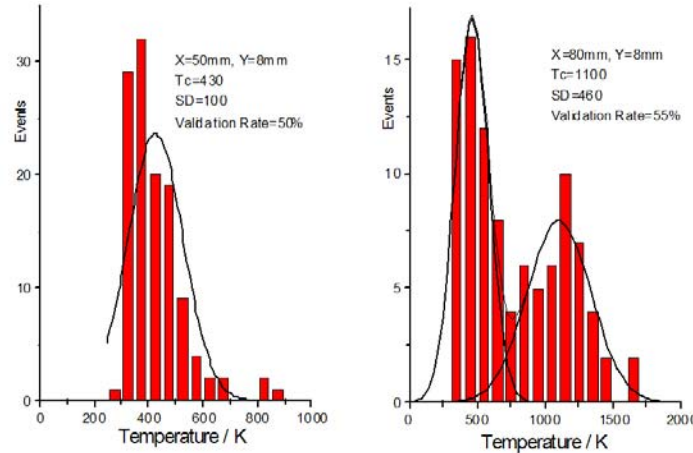 30
20
10
0
Events
X=50mm, Y=8mm
Tc=430
SD=100
Validation Rate=50%
0 200 400 600 800 1000
Temperature / K
15
10
5
0
Events
X=80mm, Y=8mm
Tc=1100
SD=460
Validation Rate=55%
0 500 1000 1500 2000
Temperature / K